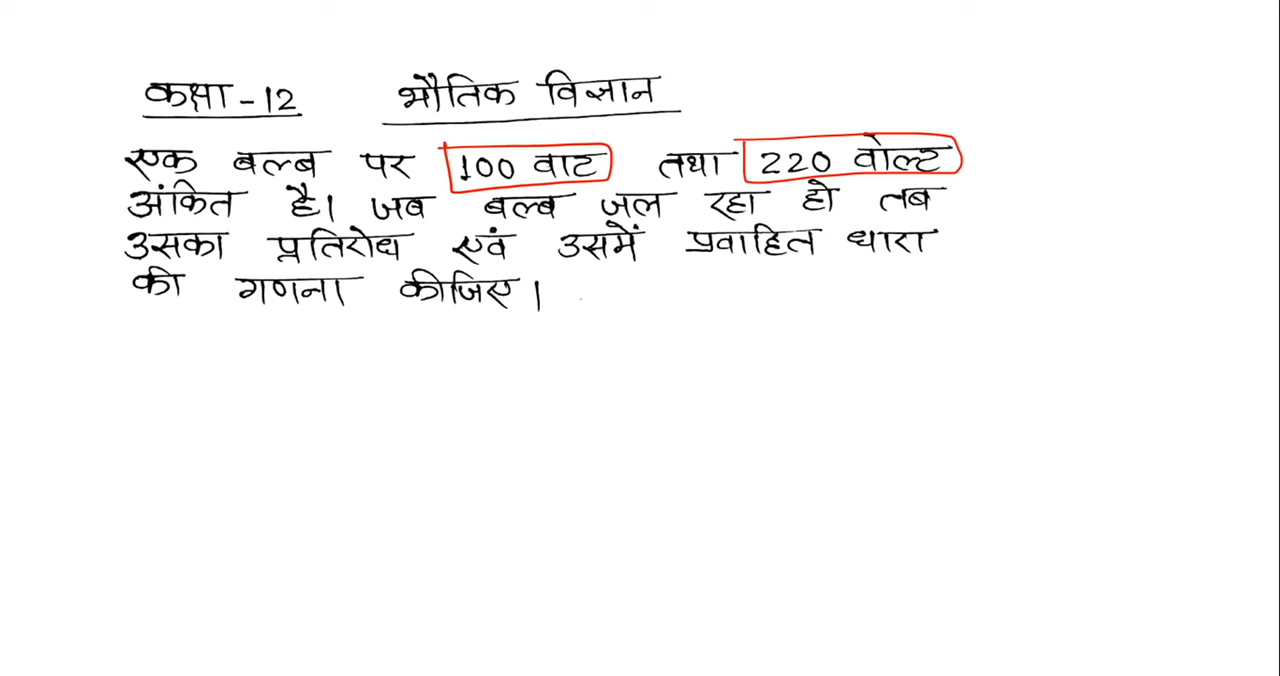 कक्षा -12 भौतिक विज्ञान
एक बल्ब पर 100 वाट तथा 220 वोल्ट
अंकित है। जब बल्ब जल रहा हो तब
उसका प्रतिरोध एवं उसमें प्रवाहित धारा
की गणना कीजिए।